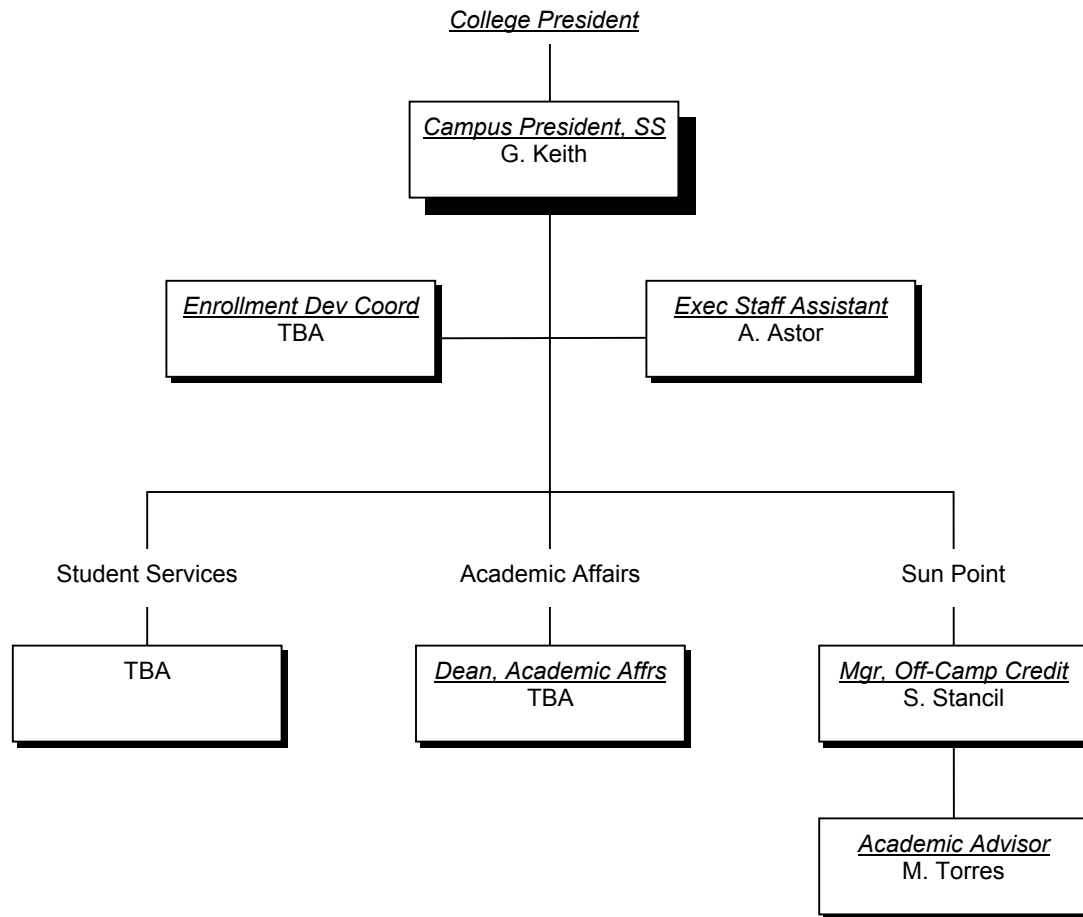 College President
Campus President, SS
G. Keith
Enrollment Dev Coord
TBA
Exec Staff Assistant
A. Astor
Student Services
Academic Affairs
Sun Point
TBA
Dean, Academic Affrs
TBA
Mgr, Off-Camp Credit
S. Stancil
Academic Advisor
M. Torres